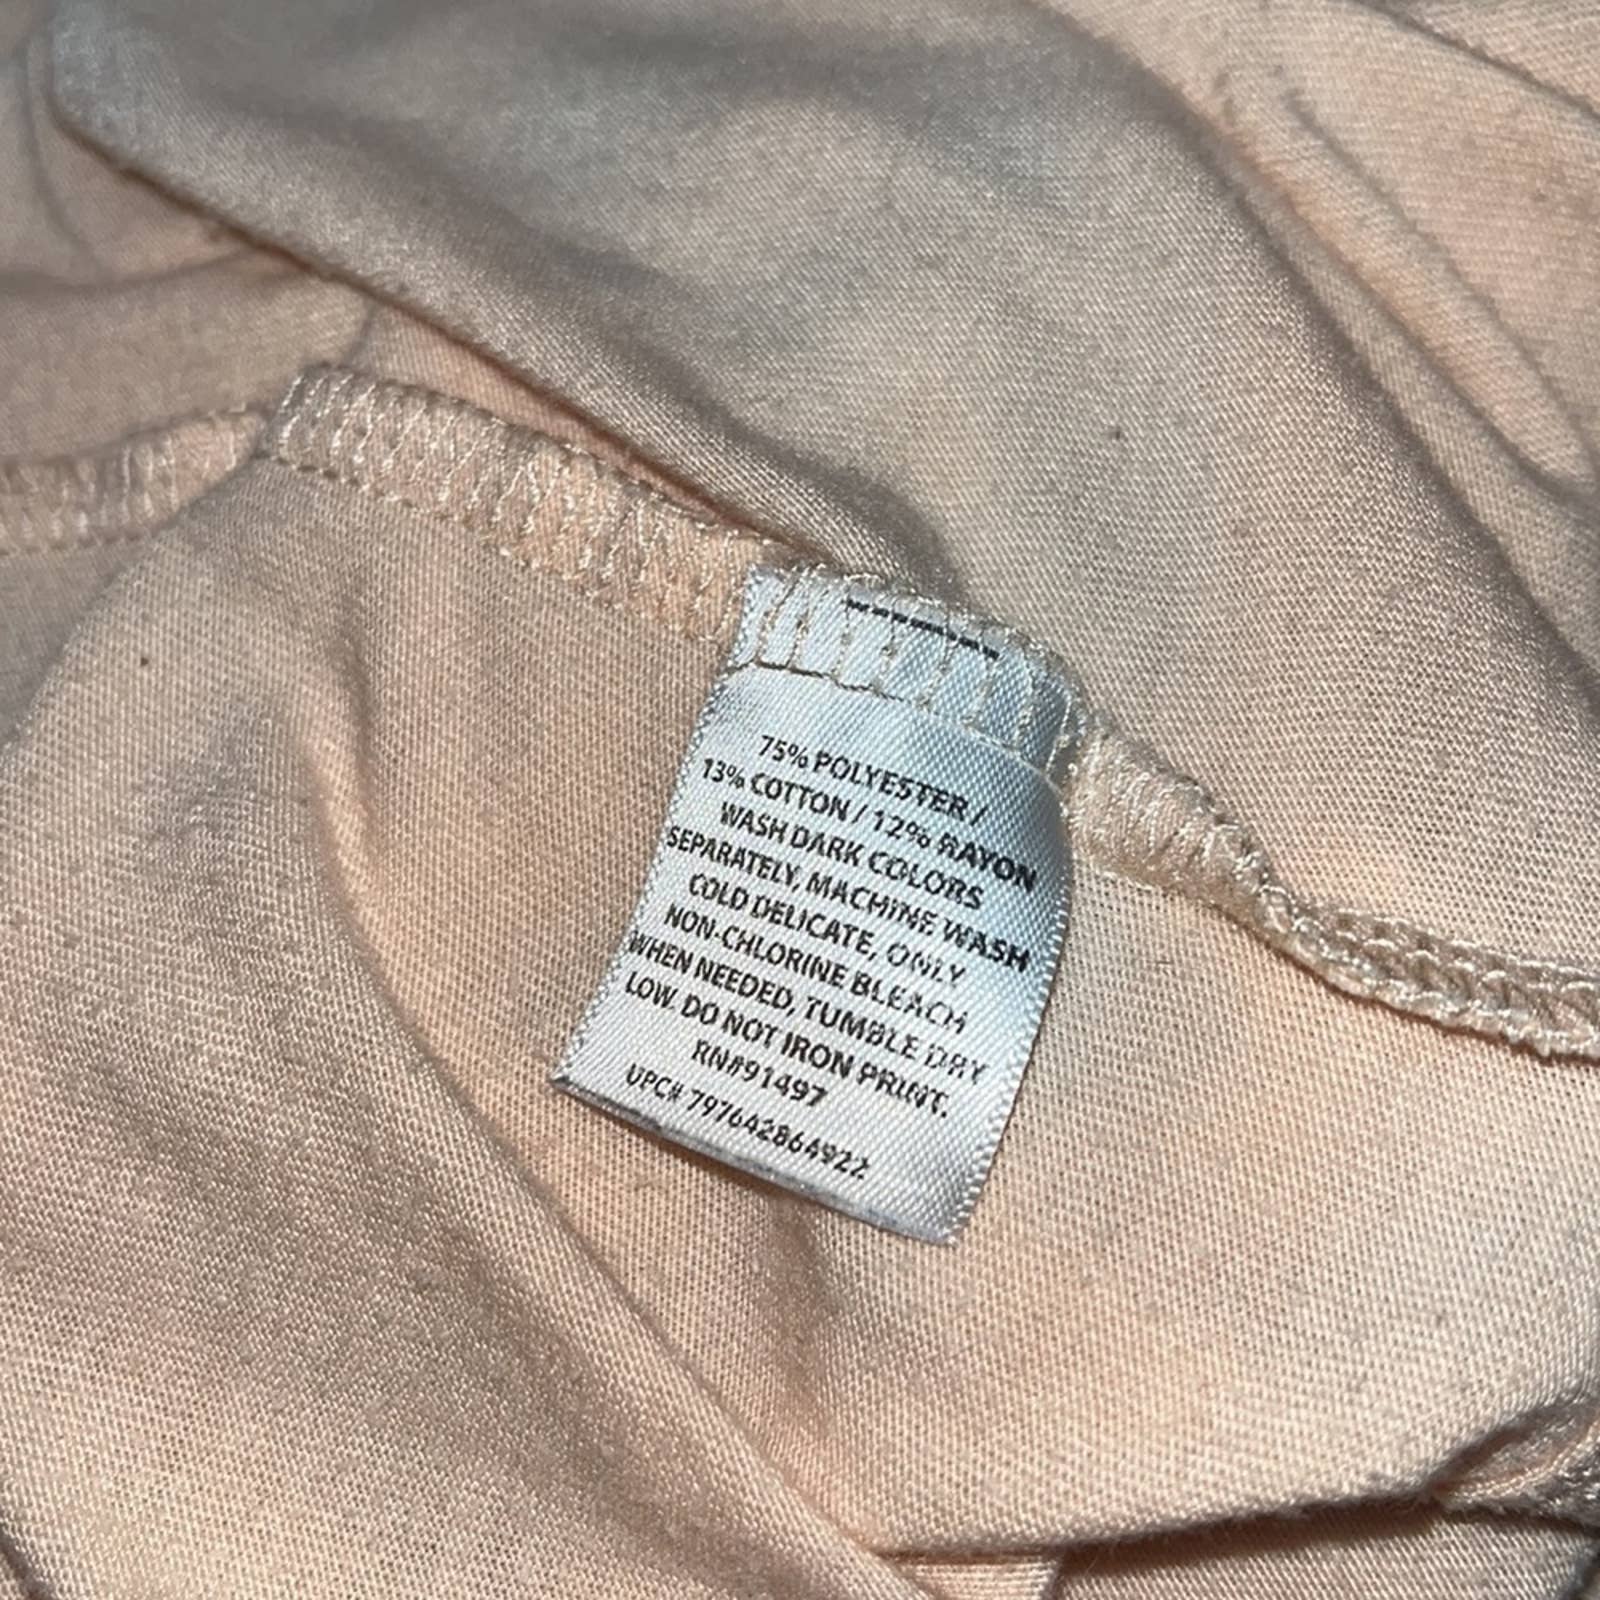 75% POLYESTER /
13% COTTON / 12% RAYON
WASH DARK COLORS
SEPARATELY, MACHINE WASH
COLD DELICATE, ONLY
NON-CHLORINE BLEACH
WHEN NEEDED, TUMBLE DRY
LOW. DO NOT IRON PRINT.
RN#91497
UPC# 797642864922